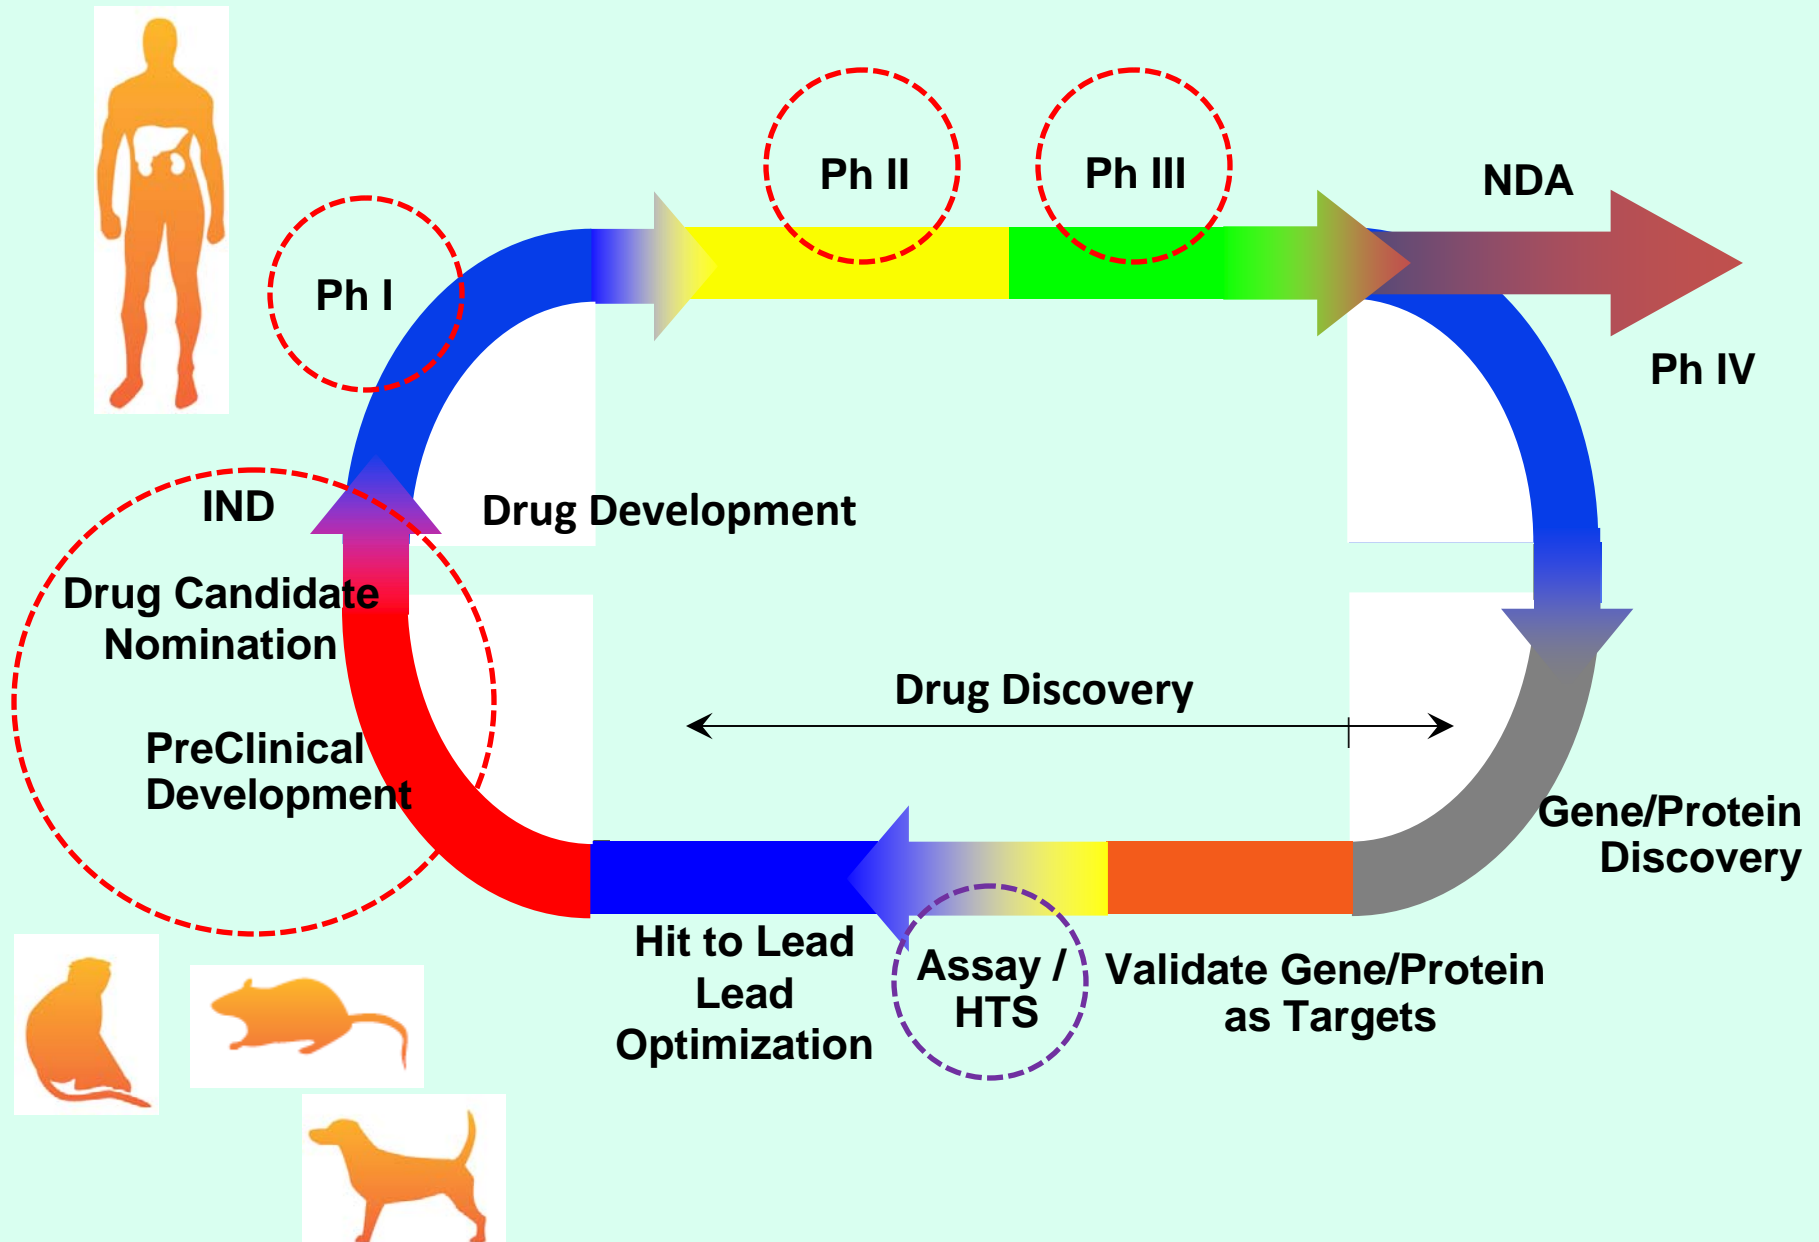 Ph II
Ph III
NDA
Ph I
Ph IV
IND
Drug Development
Drug Candidate
Nomination
Drug Discovery
PreClinical
Development
Gene/Protein
Discovery
Hit to Lead
Lead
Optimization
Assay /
HTS
Validate Gene/Protein
as Targets